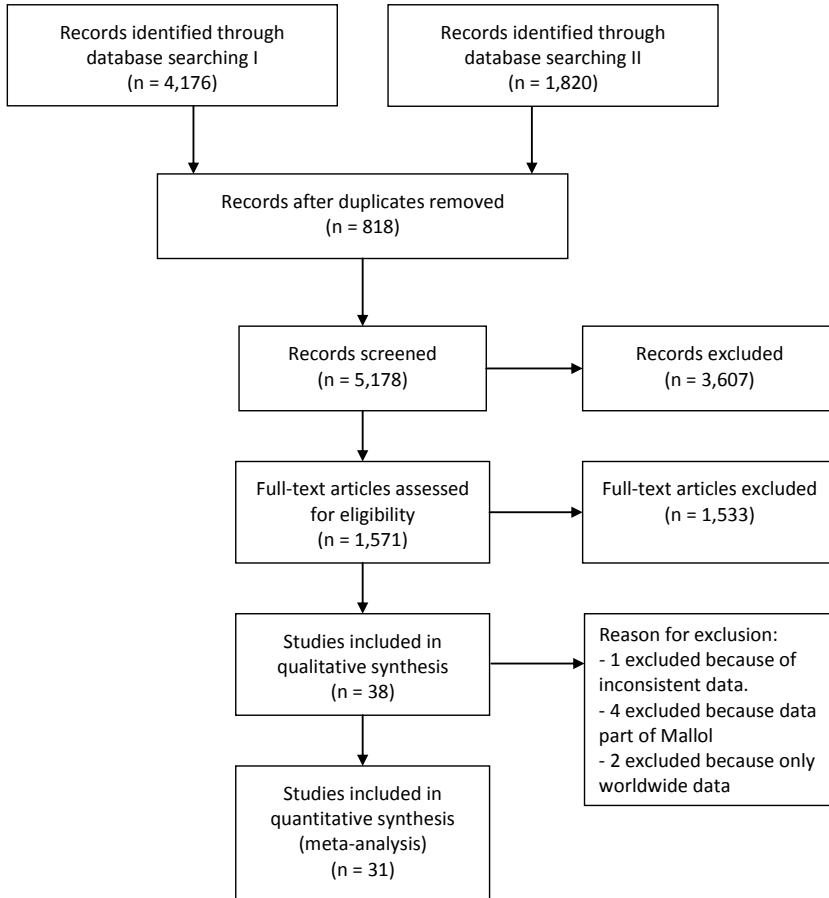 Records identified through
database searching I
(n = 4,176)
Records identified through
database searching II
(n = 1,820)
Records after duplicates removed
(n = 818)
Records screened
(n = 5,178)
Records excluded
(n = 3,607)
Full-text articles assessed
for eligibility
(n = 1,571)
Full-text articles excluded
(n = 1,533)
Studies included in
qualitative synthesis
(n = 38)
Reason for exclusion:
- 1 excluded because of
inconsistent data.
- 4 excluded because data
part of Mallol
- 2 excluded because only
worldwide data
Studies included in
quantitative synthesis
(meta-analysis)
(n = 31)